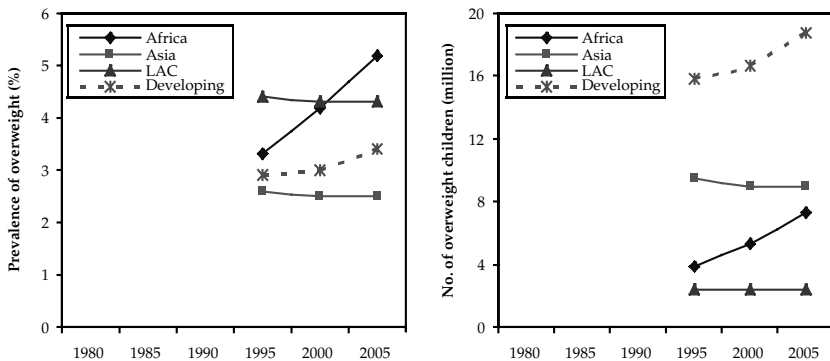 Prevalence of overweight (%)
6
5
4
3
2
1
0
Africa
Asia
LAC
Developing
1980 1985 1990 1995 2000 2005
No. of overweight children (million)
20
16
12
8
4
0
Africa
Asia
LAC
Developing
1980 1985 1990 1995 2000 2005